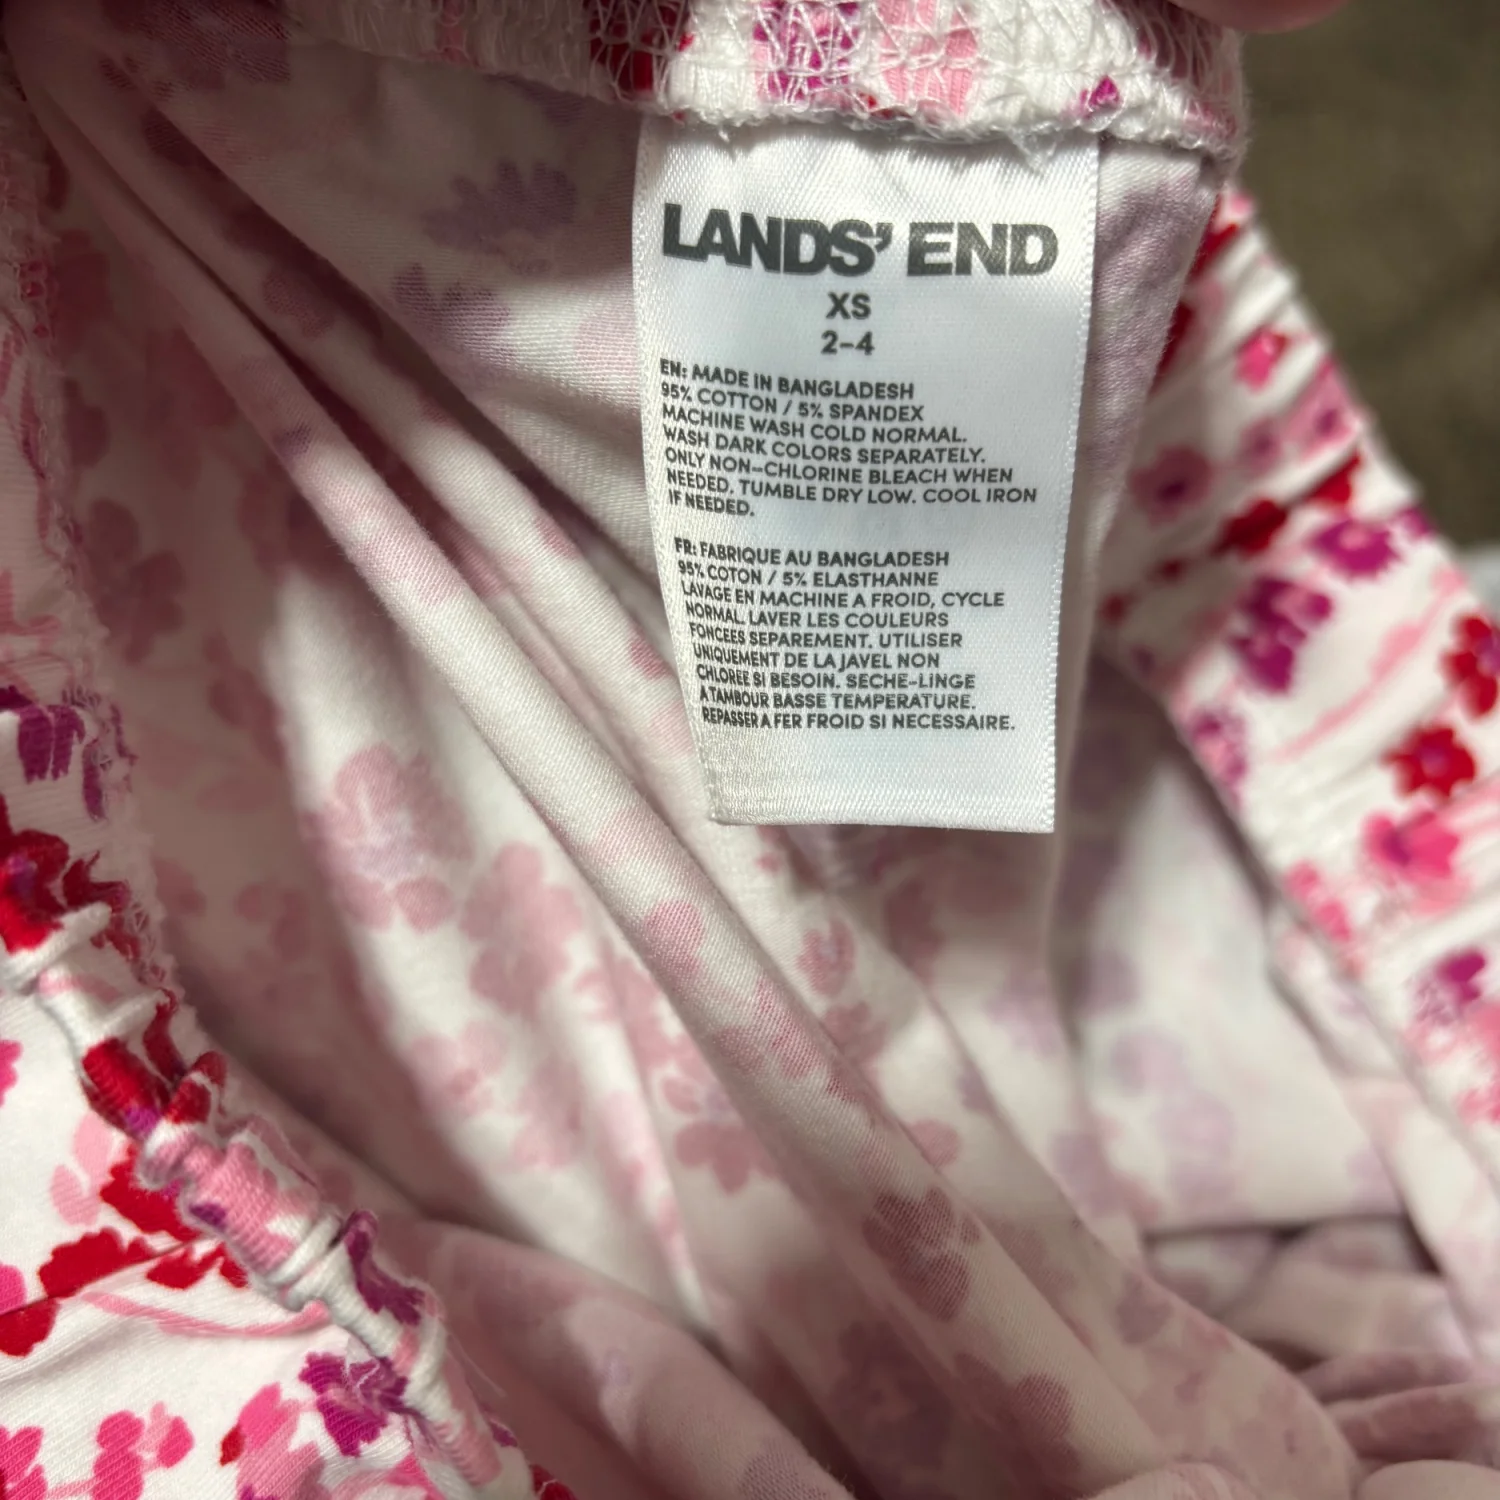 LANDS' END
XS
2-4
EN: MADE IN BANGLADESH
95% COTTON / 5% SPANDEX
MACHINE WASH COLD NORMAL.
WASH DARK COLORS SEPARATELY.
ONLY NON-CHLORINE BLEACH WHEN
NEEDED. TUMBLE DRY LOW. COOL IRON
IF NEEDED.
FR: FABRIQUE AU BANGLADESH
95% COTON / 5% ELASTHANNE
LAVAGE EN MACHINE A FROID, CYCLE
NORMAL. LAVER LES COULEURS
FONCEES SEPAREMENT. UTILISER
UNIQUEMENT DE LA JAVEL NON
CHLOREE SI BESOIN. SECHE-LINGE
A TAMBOUR BASSE TEMPERATURE.
REPASSER A FER FROID SI NECESSAIRE.